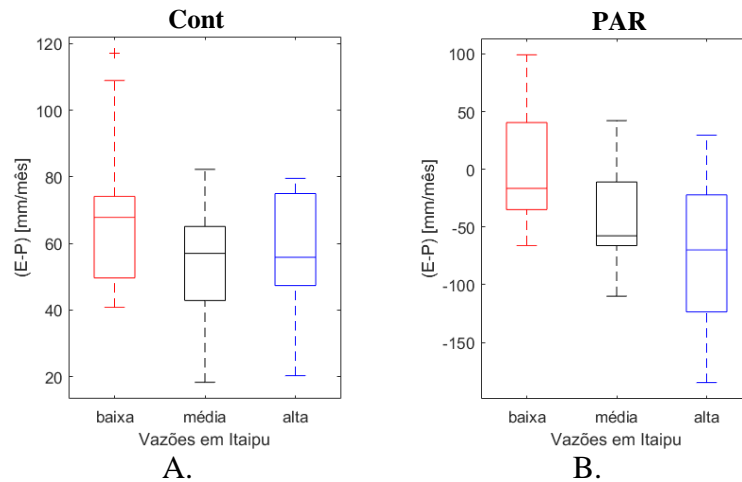 Cont
120
100
80
60
40
20
(E-P) [mm/mês]
baixa média alta
Vazões em Itaipu
A.
PAR
100
50
0
-50
-100
-150
(E-P) [mm/mês]
baixa média alta
Vazões em Itaipu
B.